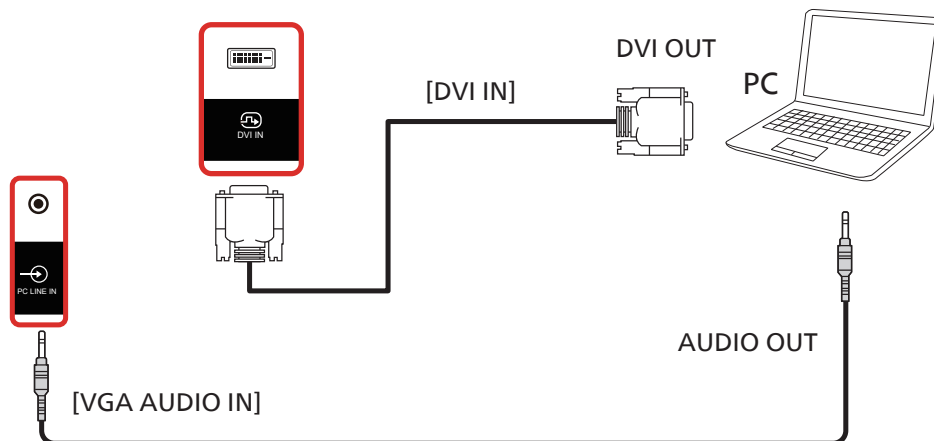 DVI OUT
PC
[DVI IN]
DVI IN
PC LINE IN
AUDIO OUT
[VGA AUDIO IN]